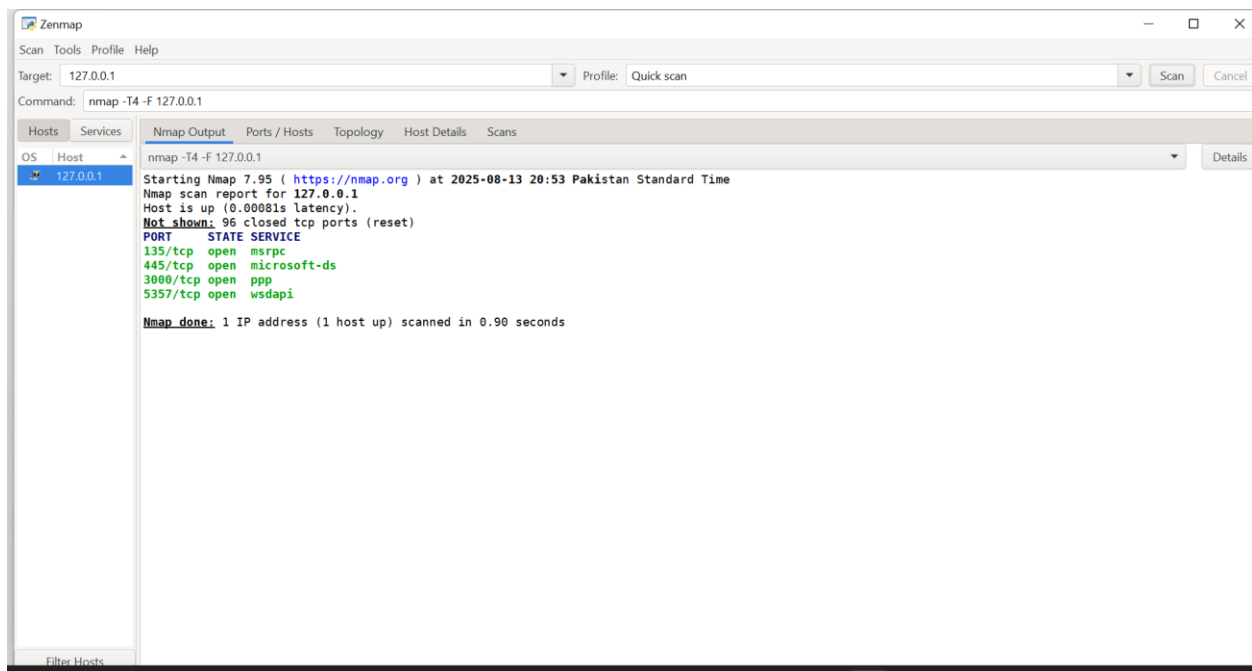 Zenmap
Scan Tools Profile Help
Target: 127.0.0.1 Profile: Quick scan Scan Cancel
Command: nmap -T4 -F 127.0.0.1
Hosts Services Nmap Output Ports / Hosts Topology Host Details Scans
OS Host nmap -T4 -F 127.0.0.1 Details
127.0.0.1
Starting Nmap 7.95 ( https://nmap.org ) at 2025-08-13 20:53 Pakistan Standard Time
Nmap scan report for 127.0.0.1
Host is up (0.00081s latency).
Not shown: 96 closed tcp ports (reset)
PORT STATE SERVICE
135/tcp open msrpc
445/tcp open microsoft-ds
3000/tcp open ppp
5357/tcp open wsdapi
Nmap done: 1 IP address (1 host up) scanned in 0.90 seconds
Filter Hosts